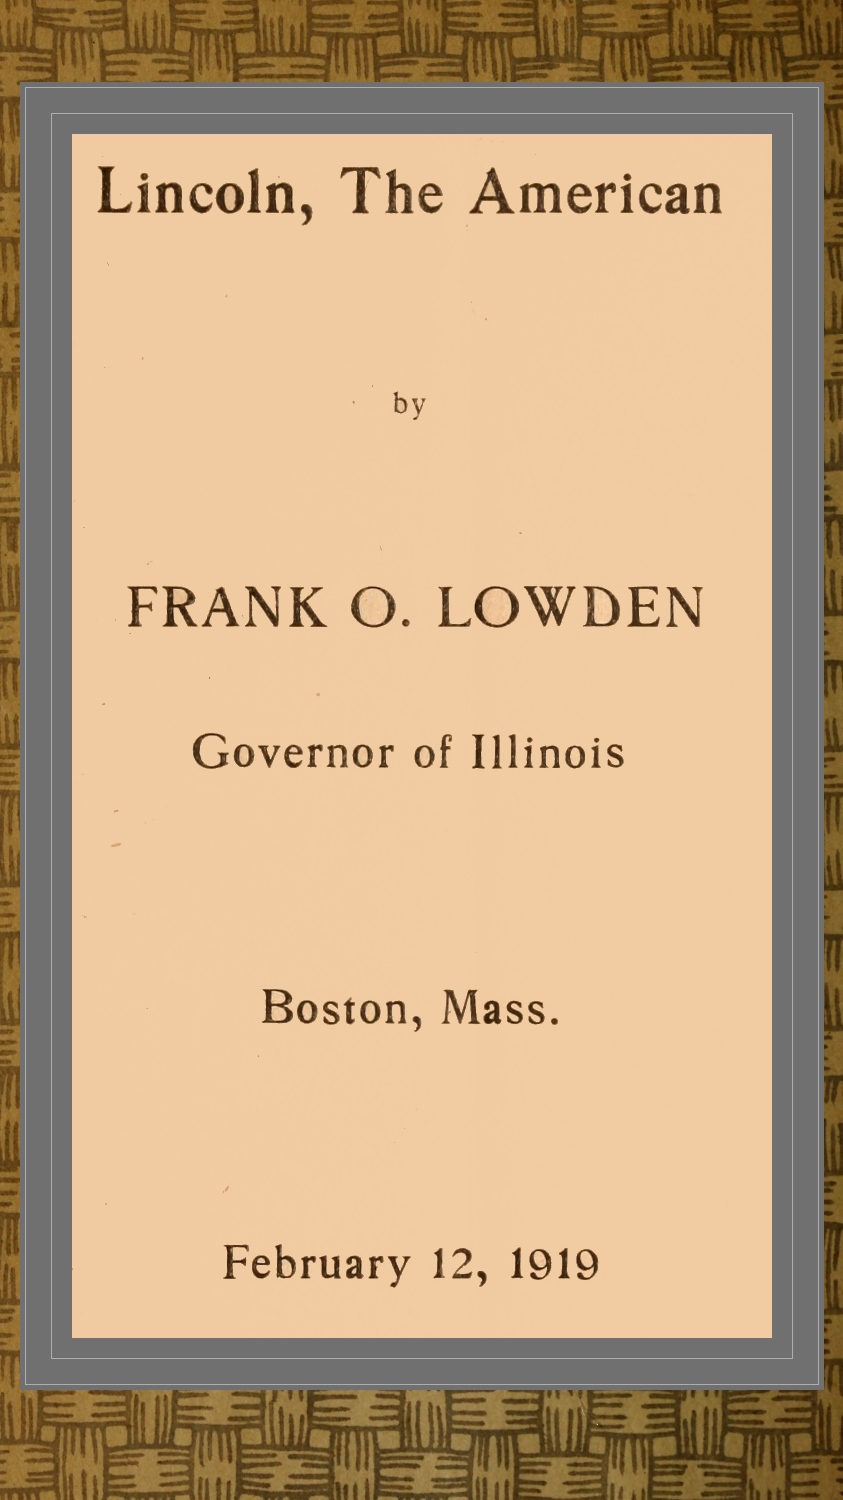 Lincoln, The American
by
FRANK O. LOWDEN
Governor of Illinois
Boston, Mass.
February 12, 1919